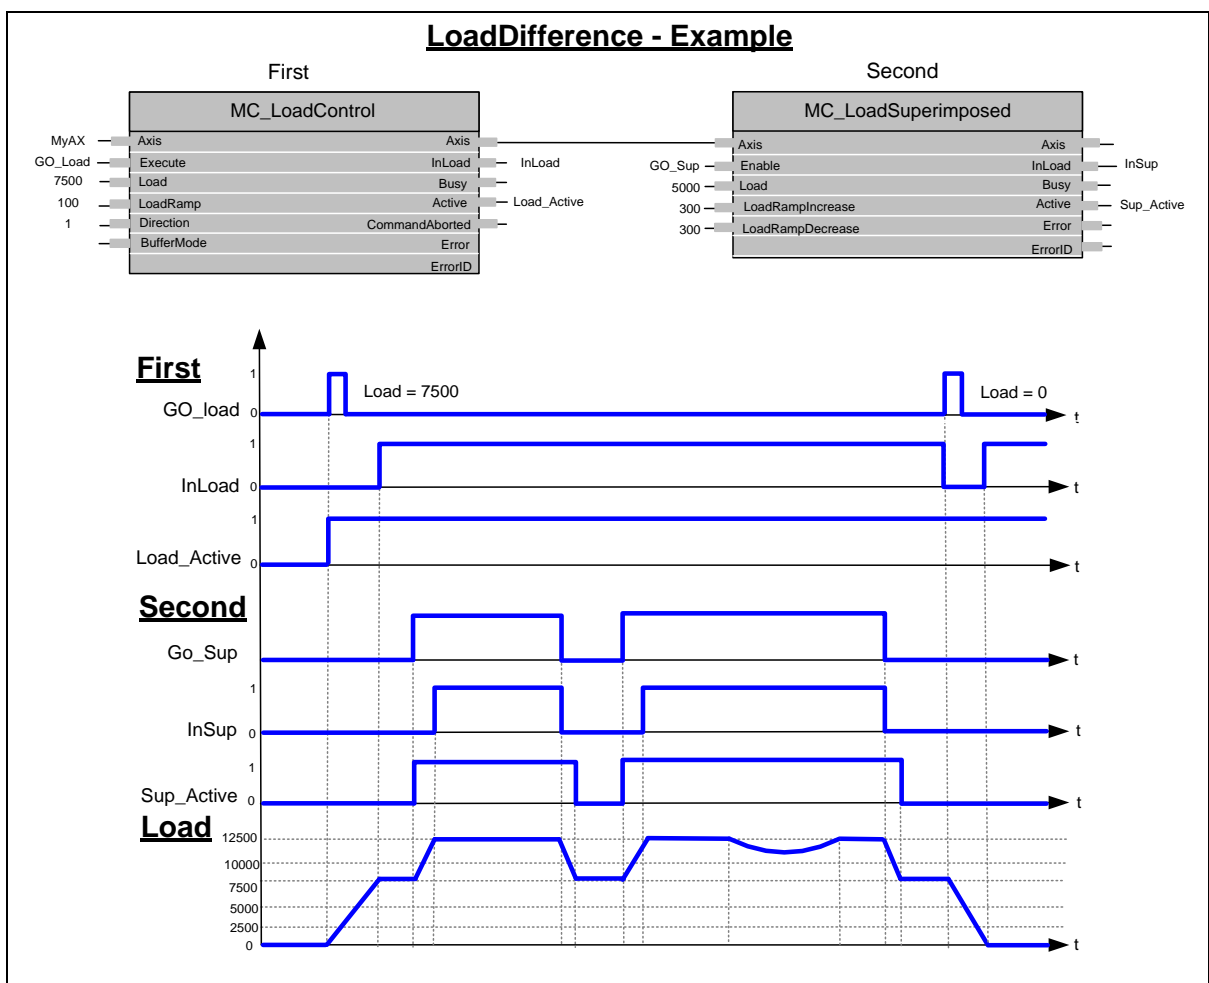 LoadDifference - Example
First
Second
MC_LoadControl
MC_LoadSuperimposed
MyAX
Axis
Axis
GO_Load
Execute
InLoad
InLoad
7500
Load
Busy
100
LoadRamp
Active
Load_Active
1
Direction
CommandAborted
BufferMode
Error
ErrorID
Axis
Axis
GO_Sup
Enable
InLoad
InSup
5000
Load
Busy
300
LoadRampIncrease
Active
Sup_Active
300
LoadRampDecrease
Error
ErrorID
First
1
Load = 7500
Load = 0
GO_load
0
t
1
InLoad
0
t
1
Load_Active
0
t
Second
Go_Sup
t
1
InSup
0
t
1
Sup_Active
0
t
Load
12500
10000
7500
5000
2500
0
t